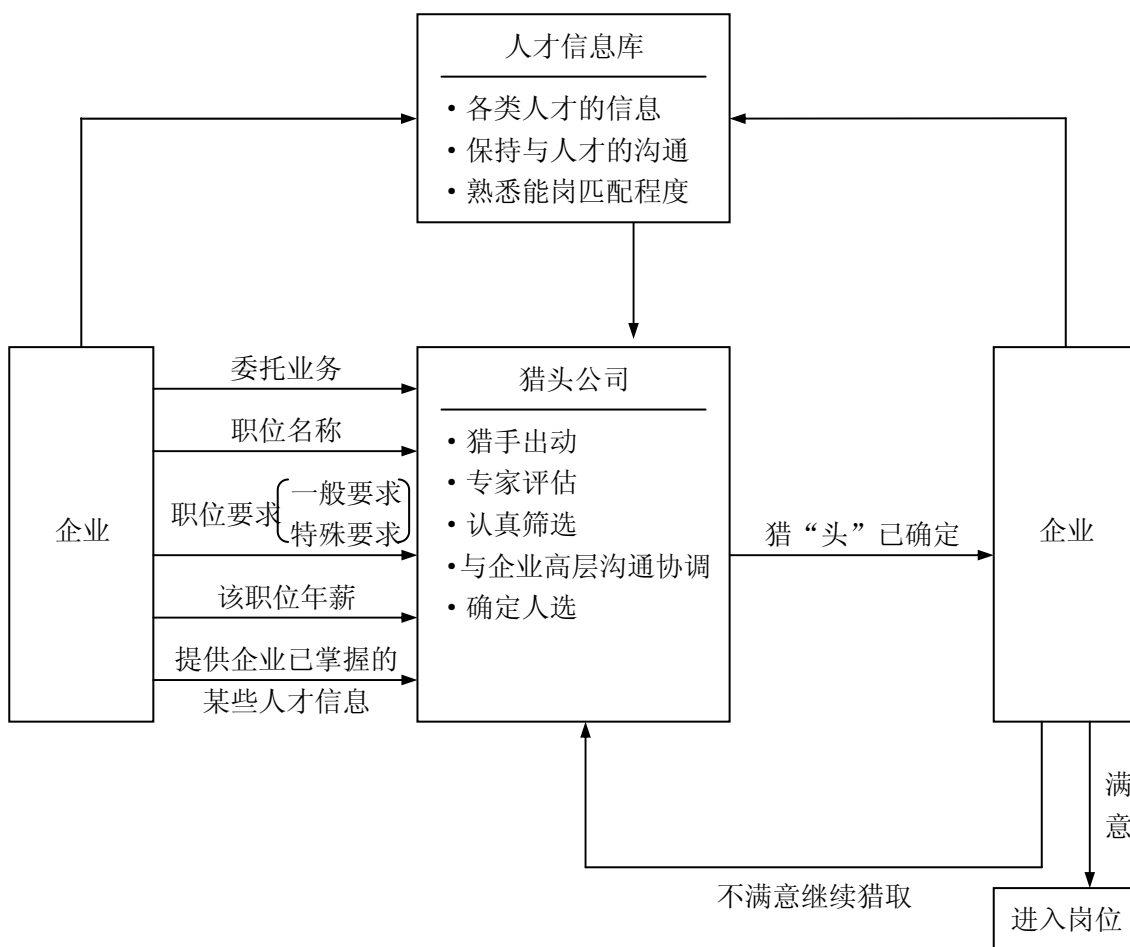 人才信息库
·各类人才的信息
·保持与人才的沟通
·熟悉能岗匹配程度
企业
委托业务
职位名称
职位要求
一般要求
特殊要求
该职位年薪
提供企业已掌握的
某些人才信息
猎头公司
·猎手出动
·专家评估
·认真筛选
·与企业高层沟通协调
·确定人选
猎“头”已确定
企业
满
意
不满意继续猎取
进入岗位